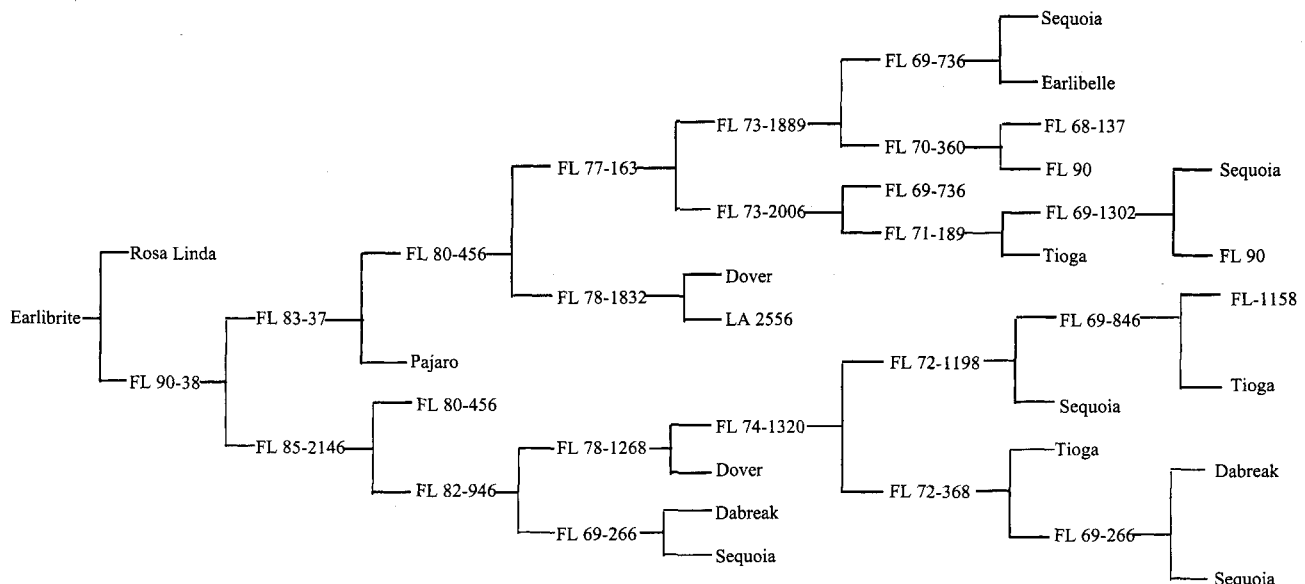 Sequoia
FL 69-736
Earlibelle
FL 73-1889
FL 68-137
FL 70-360
FL 77-163
FL 90
Sequoia
FL 69-736
FL 73-2006
FL 69-1302
FL 71-189
Rosa Linda
FL 80-456
Tioga
FL 90
Dover
FL 78-1832
FL-1158
Earlibrite
FL 83-37
LA 2556
FL 69-846
Pajaro
FL 72-1198
FL 90-38
Tioga
FL 80-456
Sequoia
FL 74-1320
FL 85-2146
FL 78-1268
Tioga
Dover
Dabreak
FL 82-946
FL 72-368
Dabreak
FL 69-266
FL 69-266
Sequoia
Sequoia